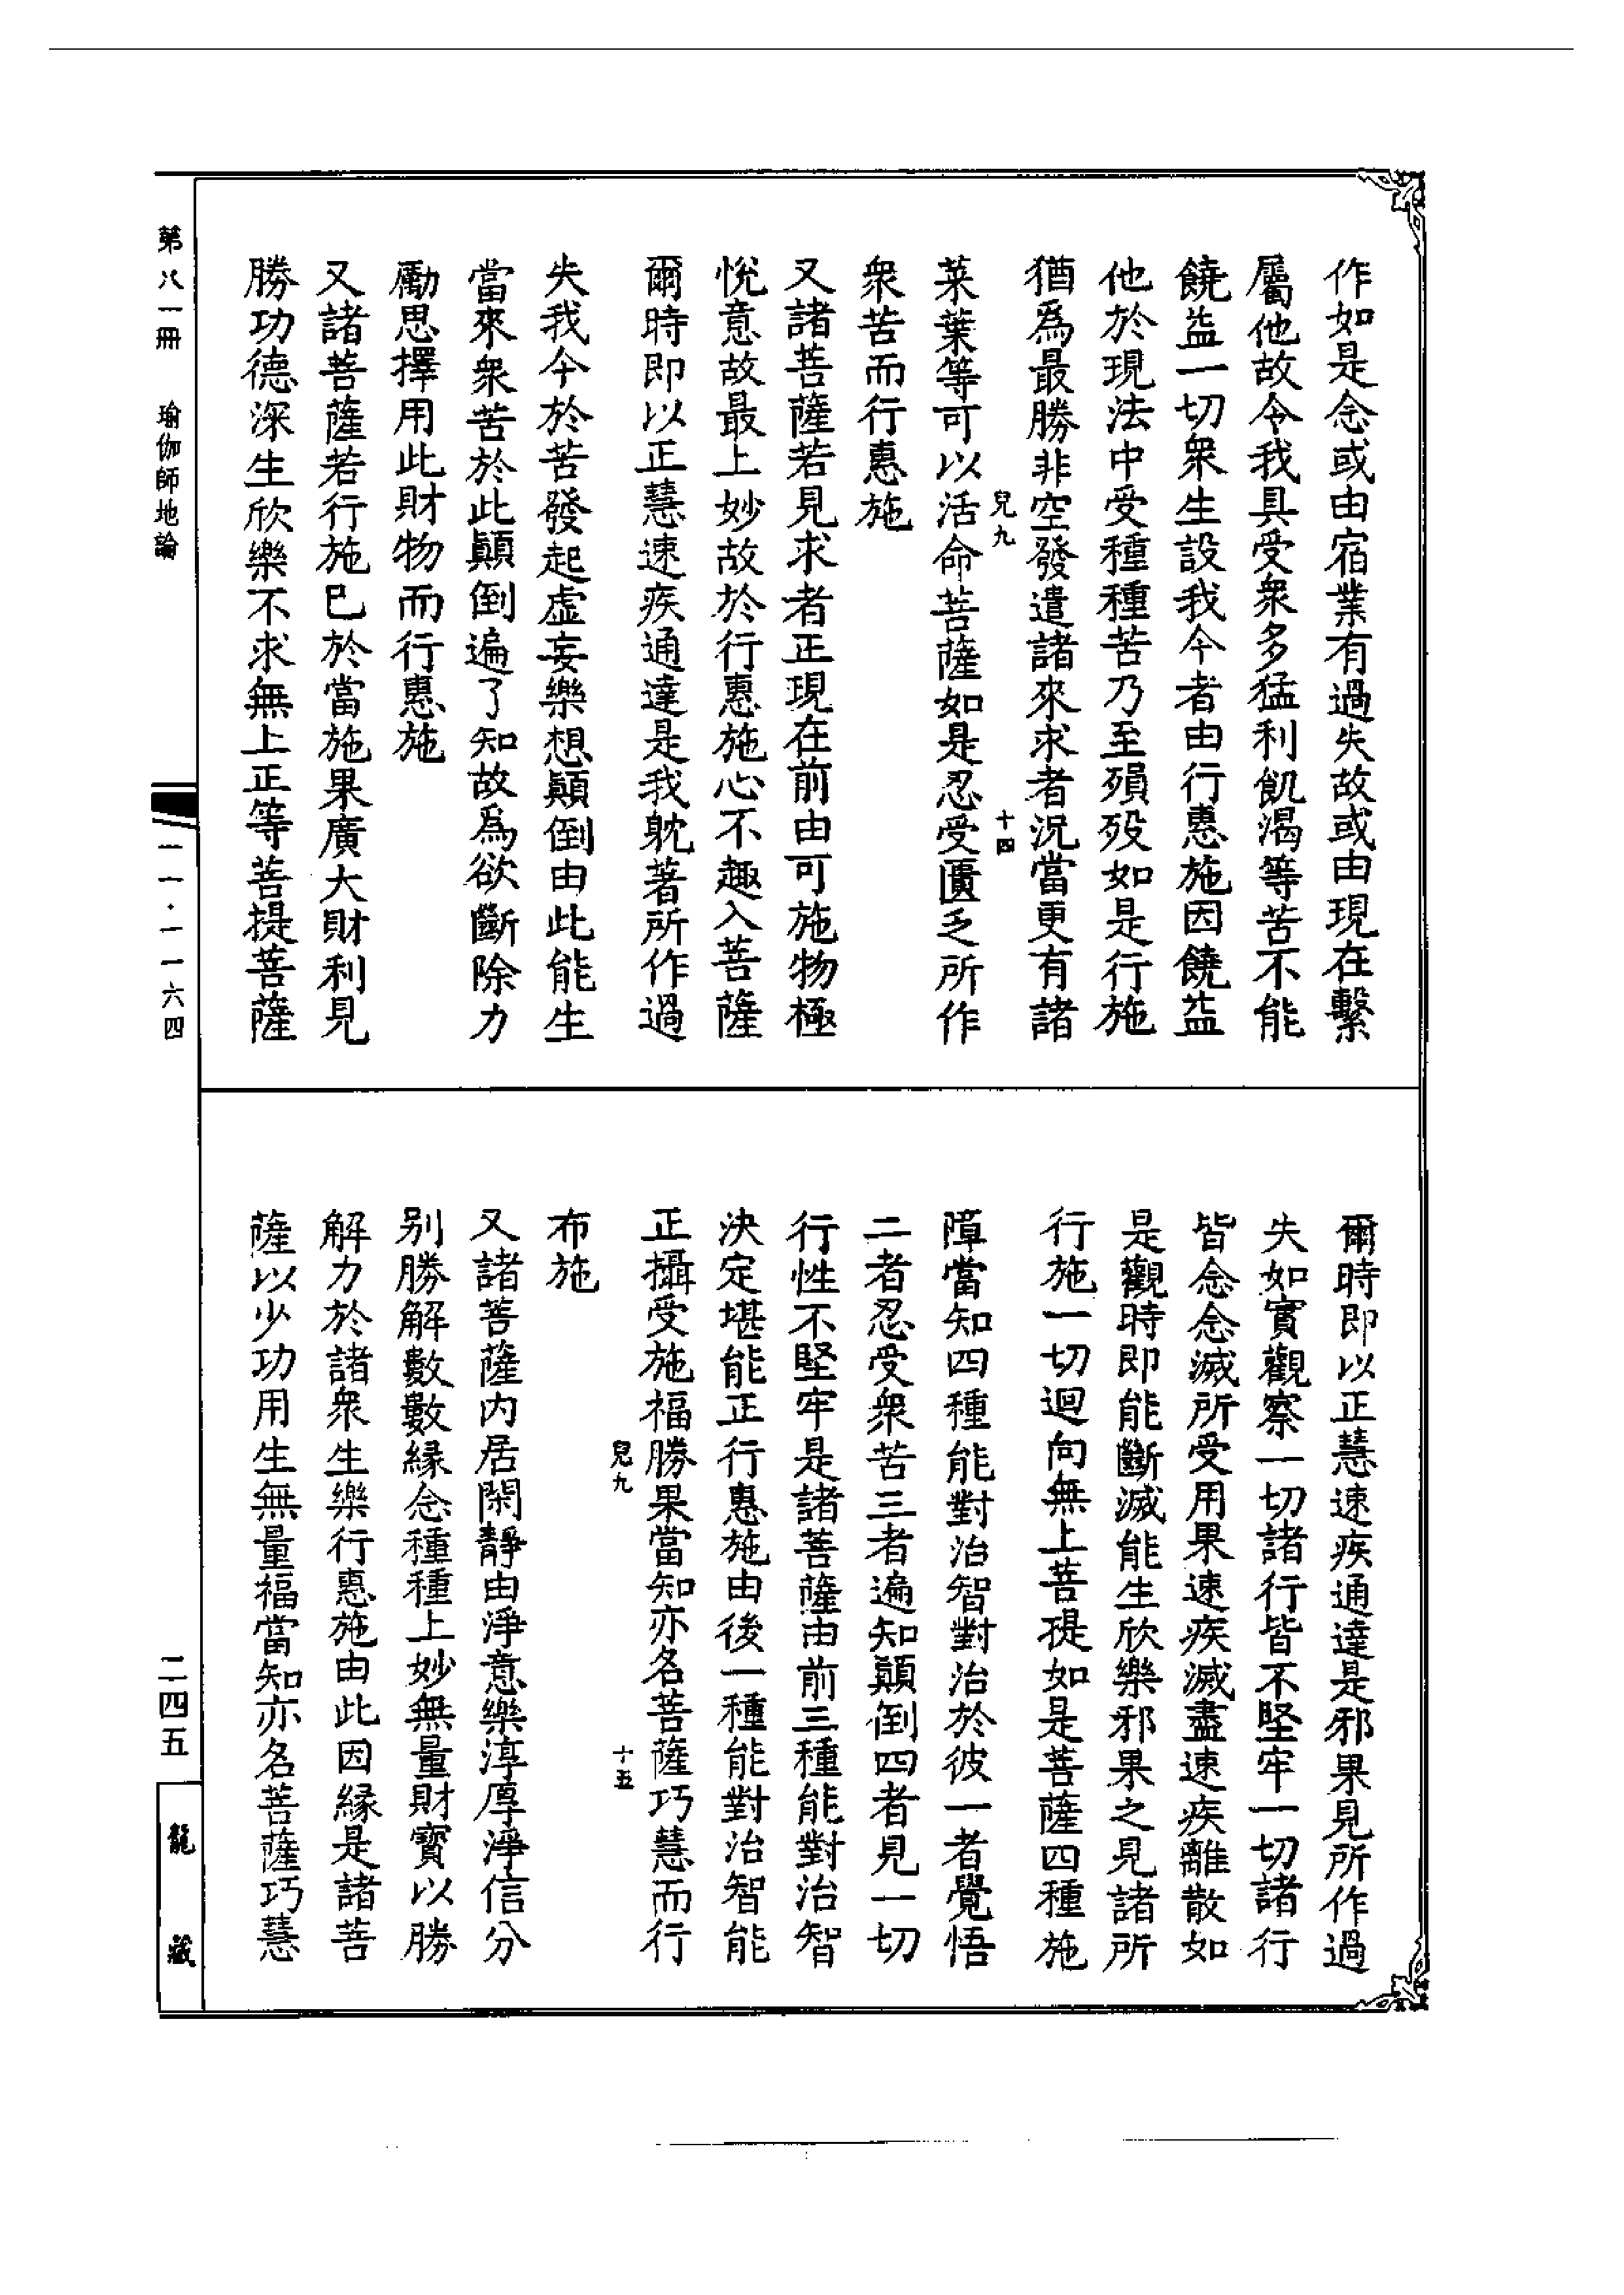 作如是念或由宿業有過失故或由現在繫
屬他故令我具受衆多猛利飢渴等苦不能
饒益一切衆生設我今者由行惠施因饒益
他於現法中受種種苦乃至殞歿如是行施
猶爲最勝非空發遣諸來求者況當更有諸
兒九
十四
菜葉等可以活命菩薩如是忍受匱乏所作
衆苦而行惠施
又諸菩薩若見求者正現在前由可施物極
悅意故最上妙故於行惠施心不趣入菩薩
爾時即以正慧速疾通達是我躭著所作過
失我今於苦發起虛妄樂想顚倒由此能生
當來衆苦於此顚倒遍了知故爲欲斷除力
勵思擇用此財物而行惠施
又諸菩薩若行施已於當施果廣大財利見
勝功德深生欣樂不求無上正等菩提菩薩
爾時即以正慧速疾通達是邪果見所作過
失如實觀察一切諸行皆不堅牢一切諸行
皆念念滅所受用果速疾滅盡速疾離散如
是觀時即能斷滅能生欣樂邪果之見諸所
行施一切迴向無上菩提如是菩薩四種施
障當知四種能對治智對治於彼一者覺悟
二者忍受衆苦三者遍知顚倒四者見一切
行性不堅牢是諸菩薩由前三種能對治智
決定堪能正行惠施由後一種能對治智能
正攝受施福勝果當知亦名菩薩巧慧而行
兒九
十五
布施
又諸菩薩內居閑靜由淨意樂淳厚淨信分
別勝解數數緣念種種上妙無量財寶以勝
解力於諸衆生樂行惠施由此因緣是諸菩
薩以少功用生無量福當知亦名菩薩巧慧
第八一冊 瑜伽師地論
一一·一一六四
二四五
龍藏